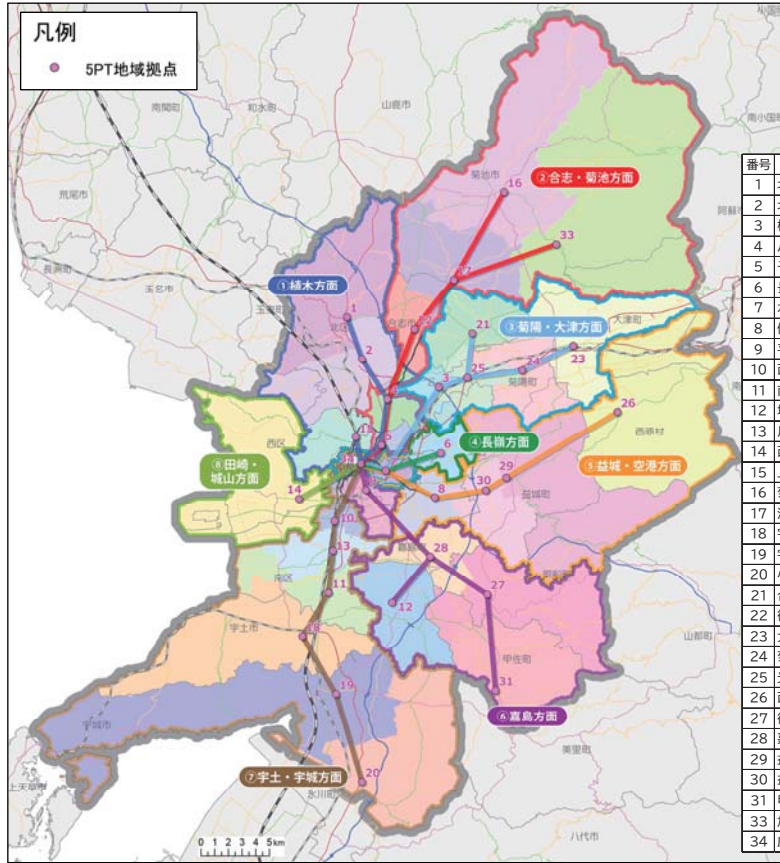 凡例
5PT地域拠点
小国町
南関町
和水町
山鹿市
南小国町
菊池市
16
②合志・菊池方面
33
荒尾市
阿蘇市
17
長洲町
玉名市
①植木方面
1
玉東町
北区
合志市
22
21
③菊陽・大津方面
大津町
2
25
24
23
3
菊陽町
4
26
西原村
西区
5
6
④長嶺方面
⑧田崎・
城山方面
⑤益城・空港方面
29
14
8
30
益城町
10
嘉島町
28
13
御船町
南区
11
12
27
宇土市
18
山都町
甲佐町
19
31
宇城市
⑥嘉島方面
美里町
⑦宇土・宇城方面
20
上天草市
氷川町
0 1 2 3 4 5km
八代市
番号
1
2
3
4
5
6
7
8
9
10
11
12
13
14
15
16
17
18
19
20
21
22
23
24
25
26
27
28
29
30
31
33
34